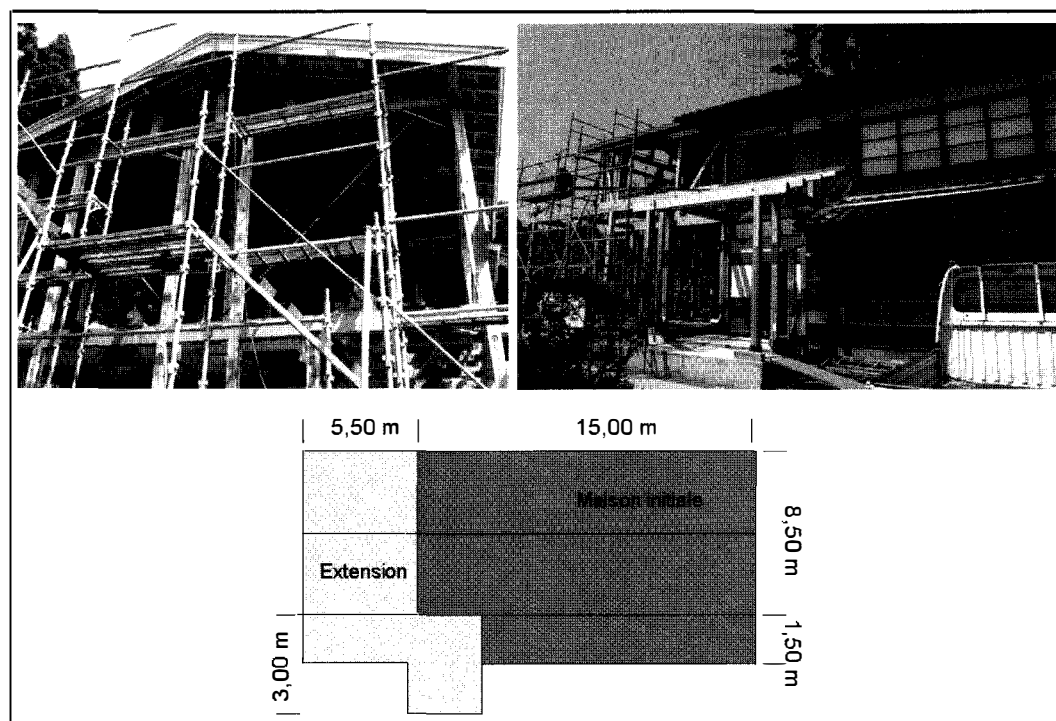 5,50 m
15,00 m
Maison initiale
8,50 m
Extension
1,50 m
3,00 m